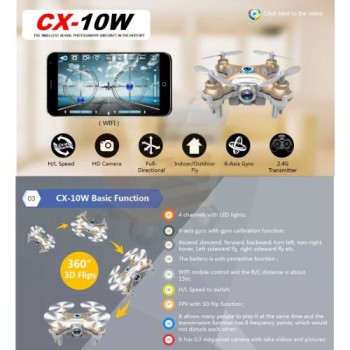 CX-10W
THE SMALLEST AERIAL PHOTOGRAPHY AIRCRAFT IN THE HISTORY
Click here to the video
( WIFI )
H/L Speed
HD Camera
Full-
Directional
Indoor/Outdoor
Fly
6-Axis Gyro
2.4G
Transmitter
03
CX-10W Basic Function
4 channels with LED lights;
6-axis gyro with gyro calibration function;
Ascend, descend, forward, backward, turn left, turn right,
hover. Left sideward fly, right sideward fly etc.
The battery is with protective function ;
WIFI mobile control and the R/C distance is about
15m;
H/L Speed to switch;
FPV with 3D flip function ;
It allows many people to play it at the same time and the
transmission function has 6 frequency points, which would
not disturb each other.
It has 0.3 megapixel camera with take videos and pictures;
360°
3D Flips